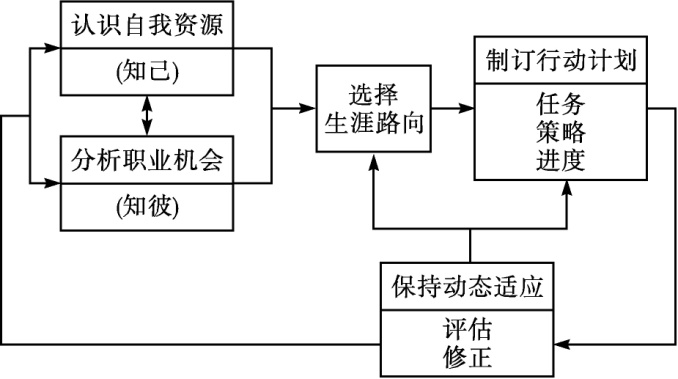 认识自我资源
(知己)
分析职业机会
(知彼)
选择
生涯路向
制订行动计划
任务
策略
进度
保持动态适应
评估
修正